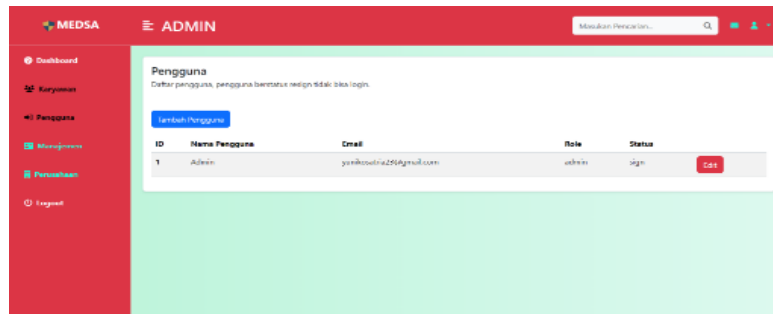 MEDSA
ADMIN
Masukan Pencarian...
Dashboard
Karyawan
Pengguna
Manajemen
Perusahaan
Logout
Pengguna
Daftar pengguna, pengguna berstatus resign tidak bisa login.
Tambah Pengguna
ID Nama Pengguna Email Role Status
1 Admin admin sign Edit